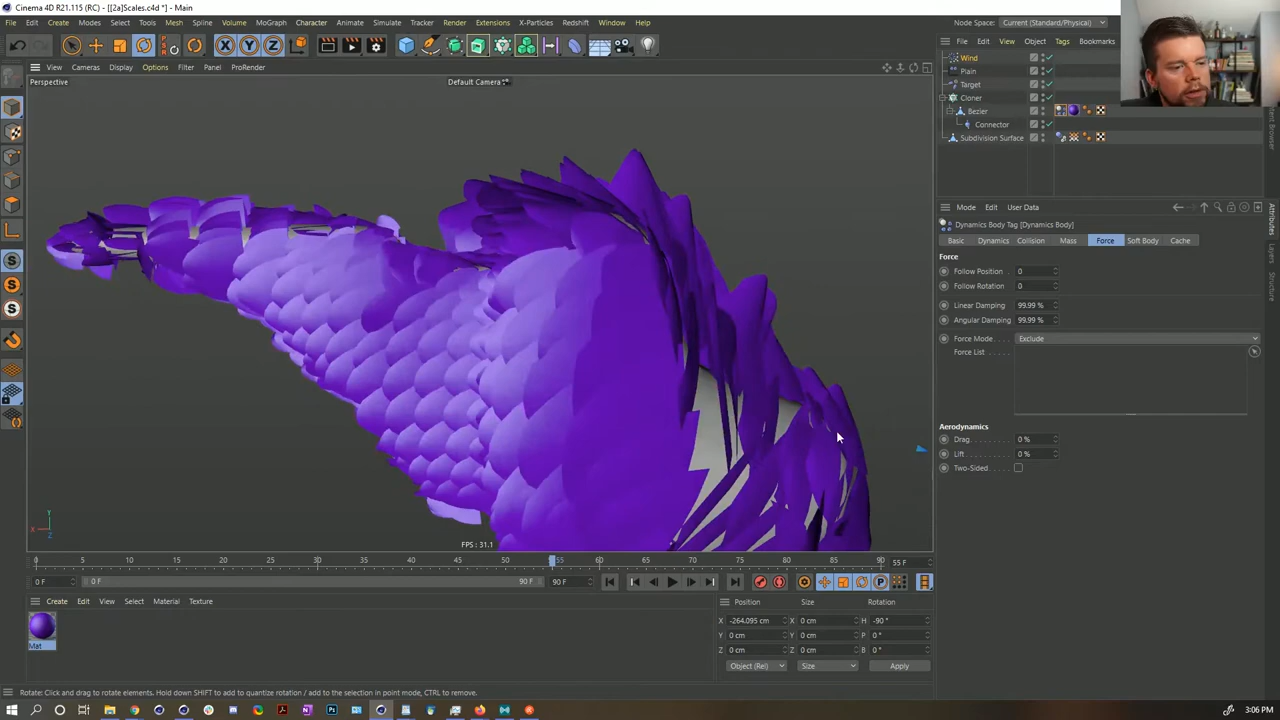 Cinema 4D R21.115 (RC) - [[2a]Scales.c4d *] - Main
File Edit Create Modes Select Tools Mesh Spline Volume MoGraph Character Animate Simulate Tracker Render Extensions X-Particles Redshift Window Help
Node Space: Current (Standard/Physical)
File Edit View Object Tags Bookmarks
View Cameras Display Options Filter Panel ProRender
Perspective
Default Camera
Wind
Plain
Target
Cloner
Bezier
Connector
Subdivision Surface
Mode Edit User Data
Dynamics Body Tag [Dynamics Body]
Basic Dynamics Collision Mass Force Soft Body Cache
Force
Follow Position 0
Follow Rotation 0
Linear Damping 99.99 %
Angular Damping 99.99 %
Force Mode Exclude
Force List
Aerodynamics
Drag 0 %
Lift 0 %
Two-Sided
Attributes
Layers
Structure
FPS : 31.1
0 5 10 15 20 25 30 35 40 45 50 55 60 65 70 75 80 85 90 55 F
0 F 0 F 90 F 90 F
Create Edit View Select Material Texture
Mat
Position Size Rotation
X -264.095 cm X 0 cm H -90 °
Y 0 cm Y 0 cm P 0 °
Z 0 cm Z 0 cm B 0 °
Object (Rel) Size Apply
Rotate: Click and drag to rotate elements. Hold down SHIFT to add to quantize rotation / add to the selection in point mode, CTRL to remove.
3:06 PM